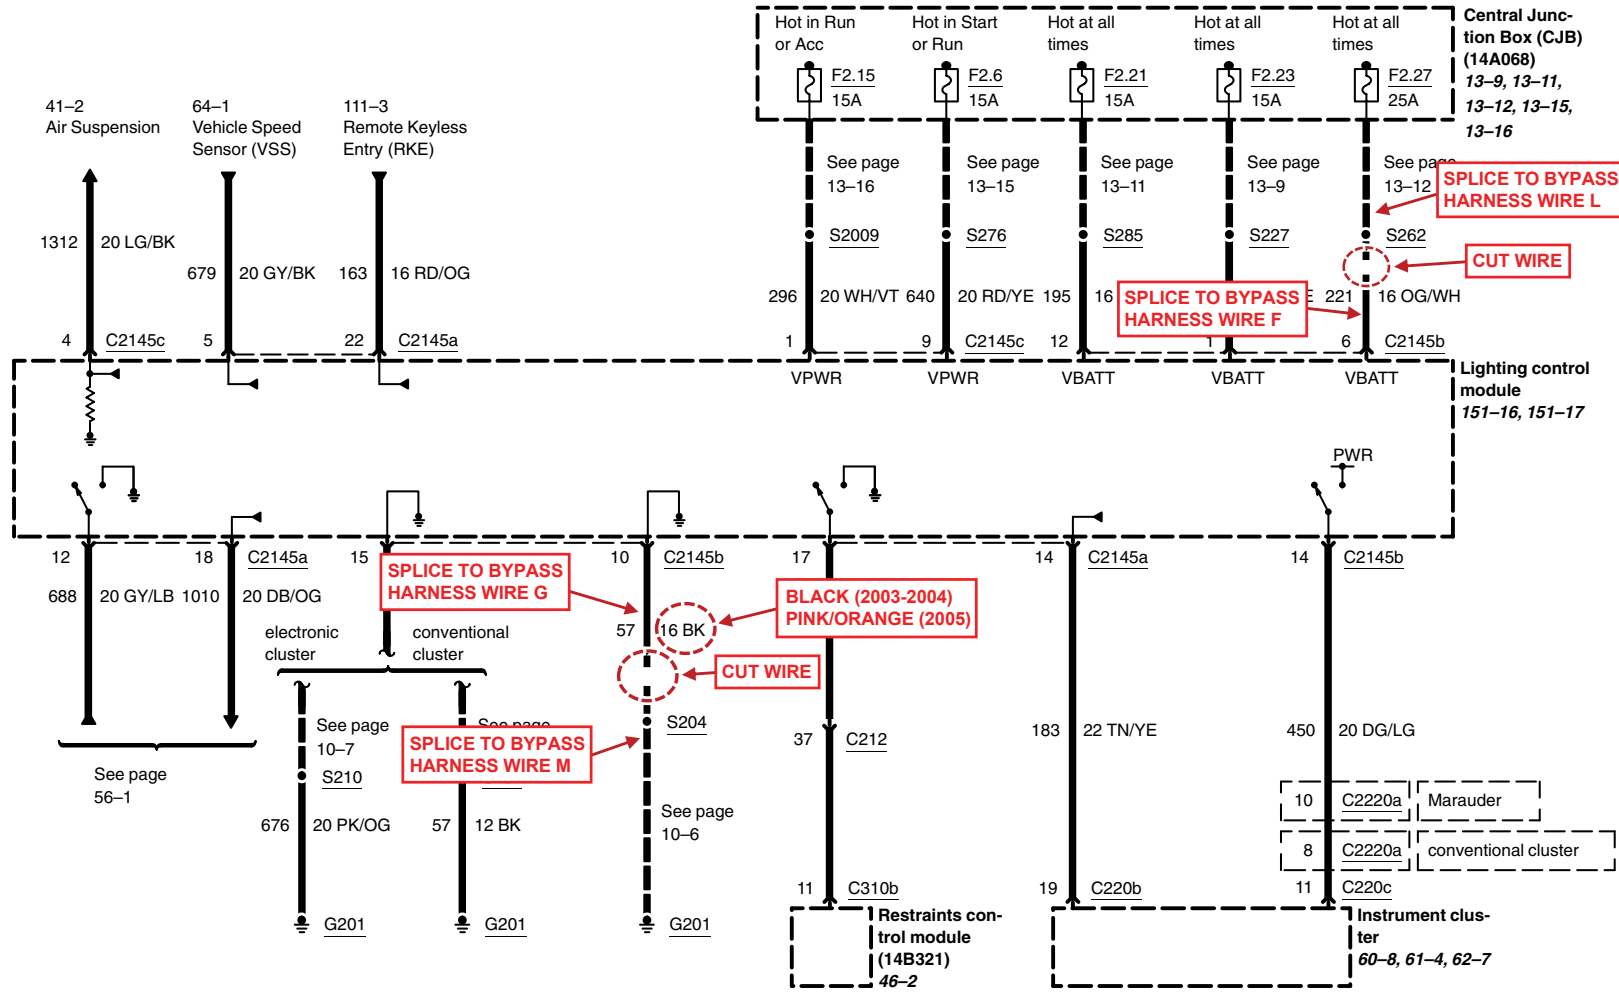 Hot in Run
or Acc
Hot in Start
or Run
Hot at all
times
Hot at all
times
Hot at all
times
F2.15
15A
F2.6
15A
F2.21
15A
F2.23
15A
F2.27
25A
Central Junc-
tion Box (CJB)
(14A068)
13–9, 13–11,
13–12, 13–15,
13–16
41–2
Air Suspension
64–1
Vehicle Speed
Sensor (VSS)
111–3
Remote Keyless
Entry (RKE)
See page
13–16
See page
13–15
See page
13–11
See page
13–9
See page
13–12
SPLICE TO BYPASS
HARNESS WIRE L
S2009
S276
S285
S227
S262
CUT WIRE
1312
20 LG/BK
679
20 GY/BK
163
16 RD/OG
296
20 WH/VT
640
20 RD/YE
195
16
SPLICE TO BYPASS
HARNESS WIRE F
E
221
16 OG/WH
4
C2145c
5
22
C2145a
1
9
C2145c
12
1
6
C2145b
VPWR
VPWR
VBATT
VBATT
VBATT
Lighting control
module
151–16, 151–17
PWR
12
18
C2145a
15
10
C2145b
17
14
C2145a
14
C2145b
SPLICE TO BYPASS
HARNESS WIRE G
BLACK (2003-2004)
PINK/ORANGE (2005)
688
20 GY/LB
1010
20 DB/OG
electronic
cluster
conventional
cluster
57
16 BK
CUT WIRE
See page
10–7
S210
See page
SPLICE TO BYPASS
HARNESS WIRE M
S204
37
C212
183
22 TN/YE
450
20 DG/LG
See page
56–1
676
20 PK/OG
57
12 BK
See page
10–6
10
C2220a
Marauder
8
C2220a
conventional cluster
11
C310b
19
C220b
11
C220c
G201
G201
G201
Restraints con-
trol module
(14B321)
46–2
Instrument clus-
ter
60–8, 61–4, 62–7